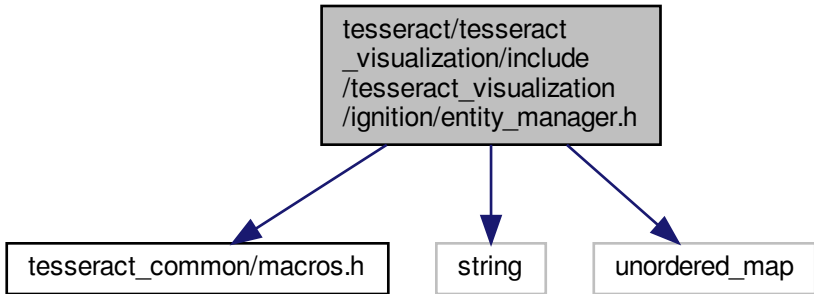 tesseract/tesseract
_visualization/include
/tesseract_visualization
/ignition/entity_manager.h
tesseract_common/macros.h
string
unordered_map